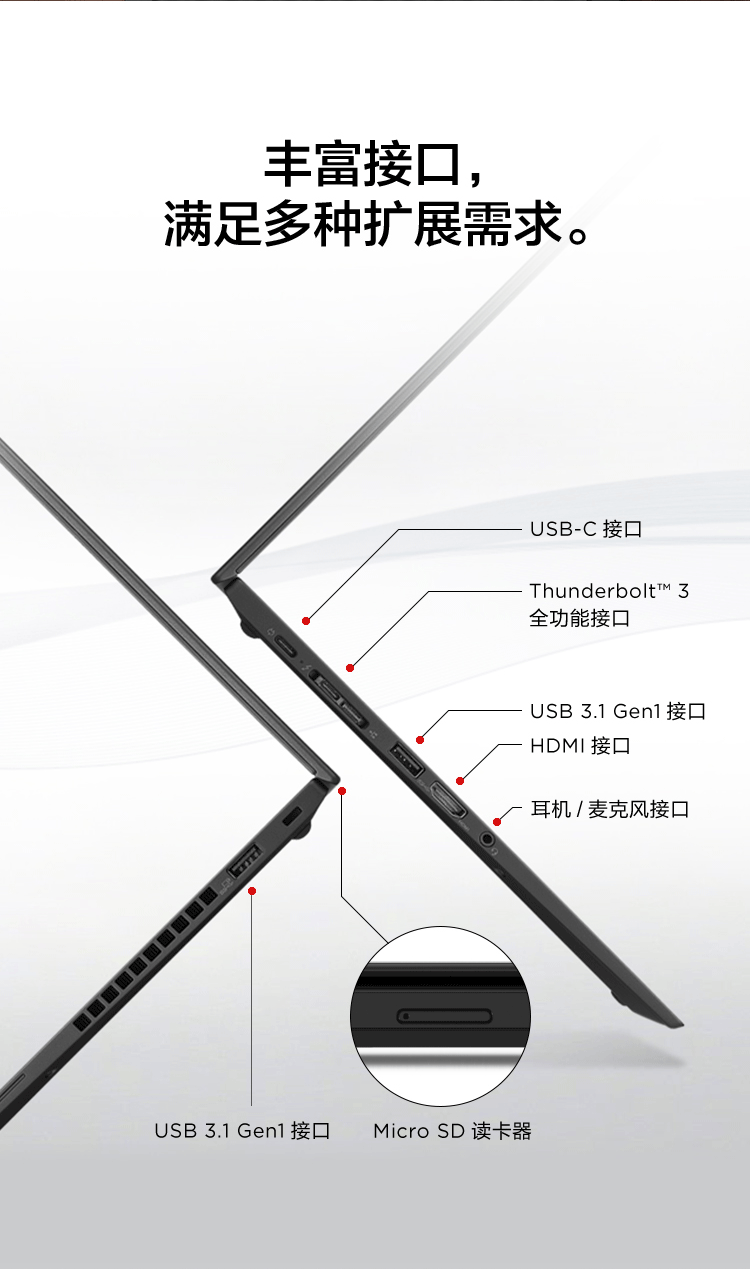 丰富接口，
满足多种扩展需求。
USB-C 接口
Thunderbolt™ 3
全功能接口
USB 3.1 Gen1 接口
HDMI 接口
耳机 / 麦克风接口
USB 3.1 Gen1 接口
Micro SD 读卡器